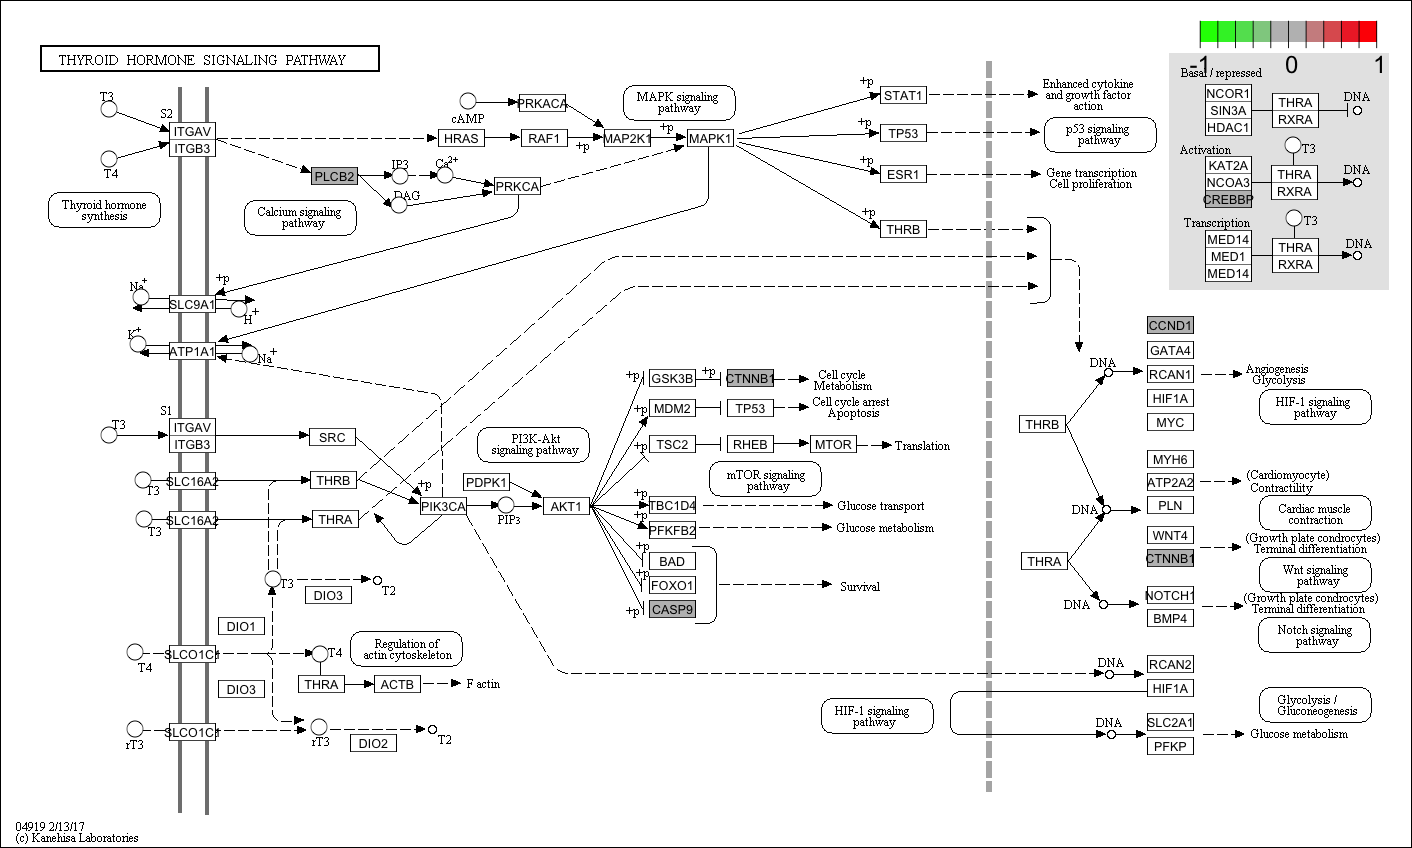 THYROID HORMONE SIGNALING PATHWAY
-1
0
1
Basal / repressed
NCOR1
SIN3A
HDAC1
THRA
RXRA
DNA
Activation
KAT2A
NCOA3
CREBBP
T3
THRA
RXRA
DNA
Transcription
MED14
MED1
MED14
T3
THRA
RXRA
DNA
T3
T4
S2
ITGAV
ITGB3
Thyroid hormone
synthesis
cAMP
PRKACA
HRAS
RAF1
+p
MAP2K1
+p
MAPK1
MAPK signaling
pathway
PLCB2
IP3
Ca2+
DAG
PRKCA
Calcium signaling
pathway
+p
STAT1
Enhanced cytokine
and growth factor
action
+p
TP53
p53 signaling
pathway
+p
ESR1
Gene transcription
Cell proliferation
+p
THRB
Na+
+p
SLC9A1
H+
K+
ATP1A1
Na+
S1
T3
ITGAV
ITGB3
SRC
T3
SLC16A2
THRB
T3
SLC16A2
THRA
+p
PIK3CA
PDPK1
PIP3
AKT1
PI3K-Akt
signaling pathway
+p
GSK3B
+p
CTNNB1
Cell cycle
Metabolism
+p
MDM2
TP53
Cell cycle arrest
Apoptosis
+p
TSC2
RHEB
MTOR
Translation
mTOR signaling
pathway
+p
TBC1D4
Glucose transport
+p
PFKFB2
Glucose metabolism
+p
BAD
+p
FOXO1
+p
CASP9
Survival
T3
DIO3
T2
DIO1
T4
SLCO1C1
T4
Regulation of
actin cytoskeleton
THRA
ACTB
F actin
DIO3
rT3
SLCO1C1
rT3
DIO2
T2
HIF-1 signaling
pathway
THRB
THRA
DNA
CCND1
GATA4
RCAN1
HIF1A
MYC
Angiogenesis
Glycolysis
HIF-1 signaling
pathway
DNA
MYH6
ATP2A2
PLN
(Cardiomyocyte)
Contractility
Cardiac muscle
contraction
WNT4
CTNNB1
(Growth plate condrocytes)
Terminal differentiation
Wnt signaling
pathway
DNA
NOTCH1
BMP4
(Growth plate condrocytes)
Terminal differentiation
Notch signaling
pathway
DNA
RCAN2
HIF1A
Glycolysis /
Gluconeogenesis
DNA
SLC2A1
PFKP
Glucose metabolism
04919 2/13/17
(c) Kanehisa Laboratories